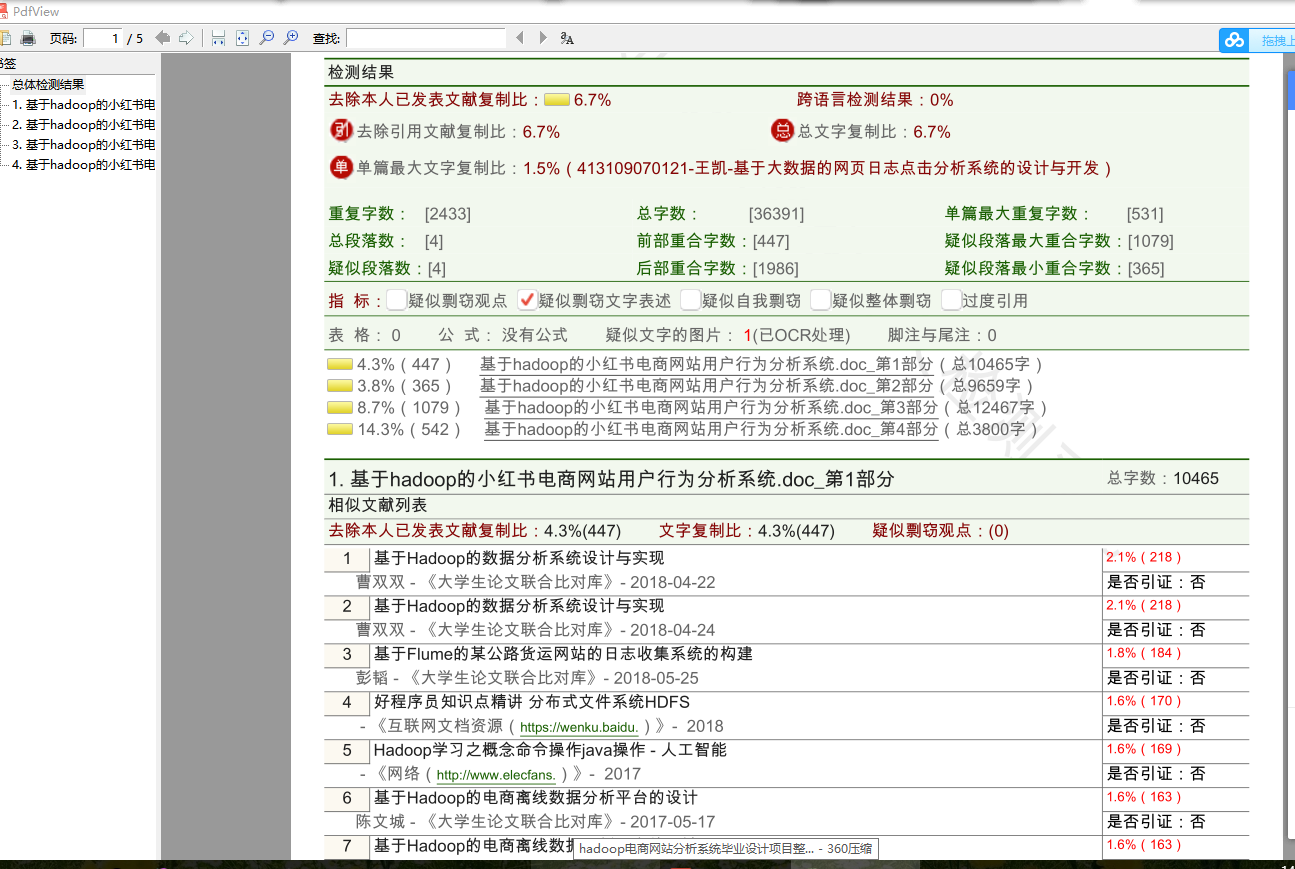 PdfView
页码: 1 / 5 查找:
拖拽上
签
总体检测结果
1. 基于hadoop的小红书电
2. 基于hadoop的小红书电
3. 基于hadoop的小红书电
4. 基于hadoop的小红书电
检测结果
去除本人已发表文献复制比： 6.7% 跨语言检测结果：0%
引 去除引用文献复制比：6.7% 总 总文字复制比：6.7%
单 单篇最大文字复制比：1.5%（413109070121-王凯-基于大数据的网页日志点击分析系统的设计与开发）
重复字数： [2433] 总字数： [36391] 单篇最大重复字数： [531]
总段落数： [4] 前部重合字数：[447] 疑似段落最大重合字数：[1079]
疑似段落数：[4] 后部重合字数：[1986] 疑似段落最小重合字数：[365]
指 标： 疑似剽窃观点 疑似剽窃文字表述 疑似自我剽窃 疑似整体剽窃 过度引用
表 格：0 公 式：没有公式 疑似文字的图片：1(已OCR处理) 脚注与尾注：0
4.3%（447） 基于hadoop的小红书电商网站用户行为分析系统.doc_第1部分（总10465字）
3.8%（365） 基于hadoop的小红书电商网站用户行为分析系统.doc_第2部分（总9659字）
8.7%（1079） 基于hadoop的小红书电商网站用户行为分析系统.doc_第3部分（总12467字）
14.3%（542） 基于hadoop的小红书电商网站用户行为分析系统.doc_第4部分（总3800字）
1. 基于hadoop的小红书电商网站用户行为分析系统.doc_第1部分 总字数：10465
相似文献列表
去除本人已发表文献复制比：4.3%(447) 文字复制比：4.3%(447) 疑似剽窃观点：(0)
1 基于Hadoop的数据分析系统设计与实现 2.1%（218）
曹双双 - 《大学生论文联合比对库》- 2018-04-22 是否引证：否
2 基于Hadoop的数据分析系统设计与实现 2.1%（218）
曹双双 - 《大学生论文联合比对库》- 2018-04-24 是否引证：否
3 基于Flume的某公路货运网站的日志收集系统的构建 1.8%（184）
彭韬 - 《大学生论文联合比对库》- 2018-05-25 是否引证：否
4 好程序员知识点精讲 分布式文件系统HDFS 1.6%（170）
- 《互联网文档资源（https://wenku.baidu.）》- 2018 是否引证：否
5 Hadoop学习之概念命令操作java操作 - 人工智能 1.6%（169）
- 《网络（http://www.elecfans.）》- 2017 是否引证：否
6 基于Hadoop的电商离线数据分析平台的设计 1.6%（163）
陈文城 - 《大学生论文联合比对库》- 2017-05-17 是否引证：否
7 基于Hadoop的电商离线数据 1.6%（163）
hadoop电商网站分析系统毕业设计项目整... - 360压缩